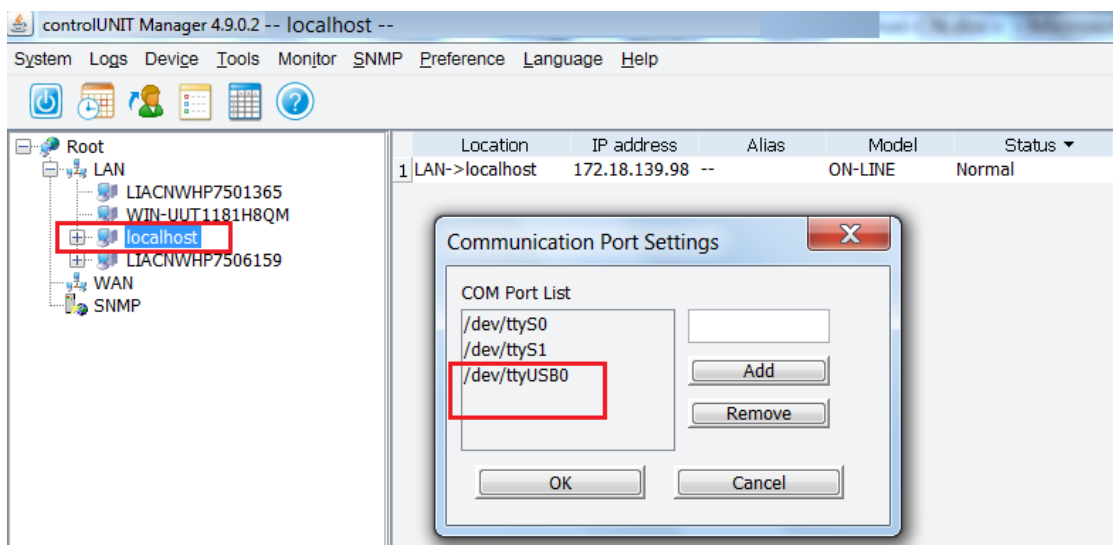 controlUNIT Manager 4.9.0.2 -- localhost --
System Logs Device Tools Monitor SNMP Preference Language Help
Root
LAN
LIACNWHP7501365
WIN-UUT1181H8QM
localhost
LIACNWHP7506159
WAN
SNMP
Location IP address Alias Model Status
1 LAN->localhost 172.18.139.98 -- ON-LINE Normal
Communication Port Settings
COM Port List
/dev/ttyS0
/dev/ttyS1
/dev/ttyUSB0
Add
Remove
OK Cancel